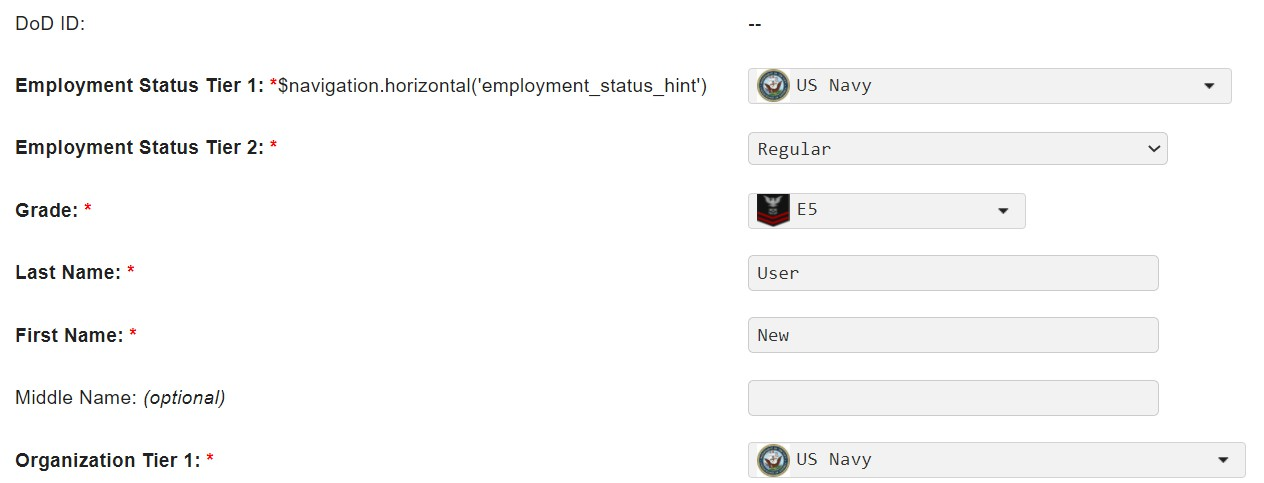 DoD ID: --
Employment Status Tier 1: *$navigation.horizontal('employment_status_hint') US Navy
Employment Status Tier 2: * Regular
Grade: * E5
Last Name: * User
First Name: * New
Middle Name: (optional)
Organization Tier 1: * US Navy